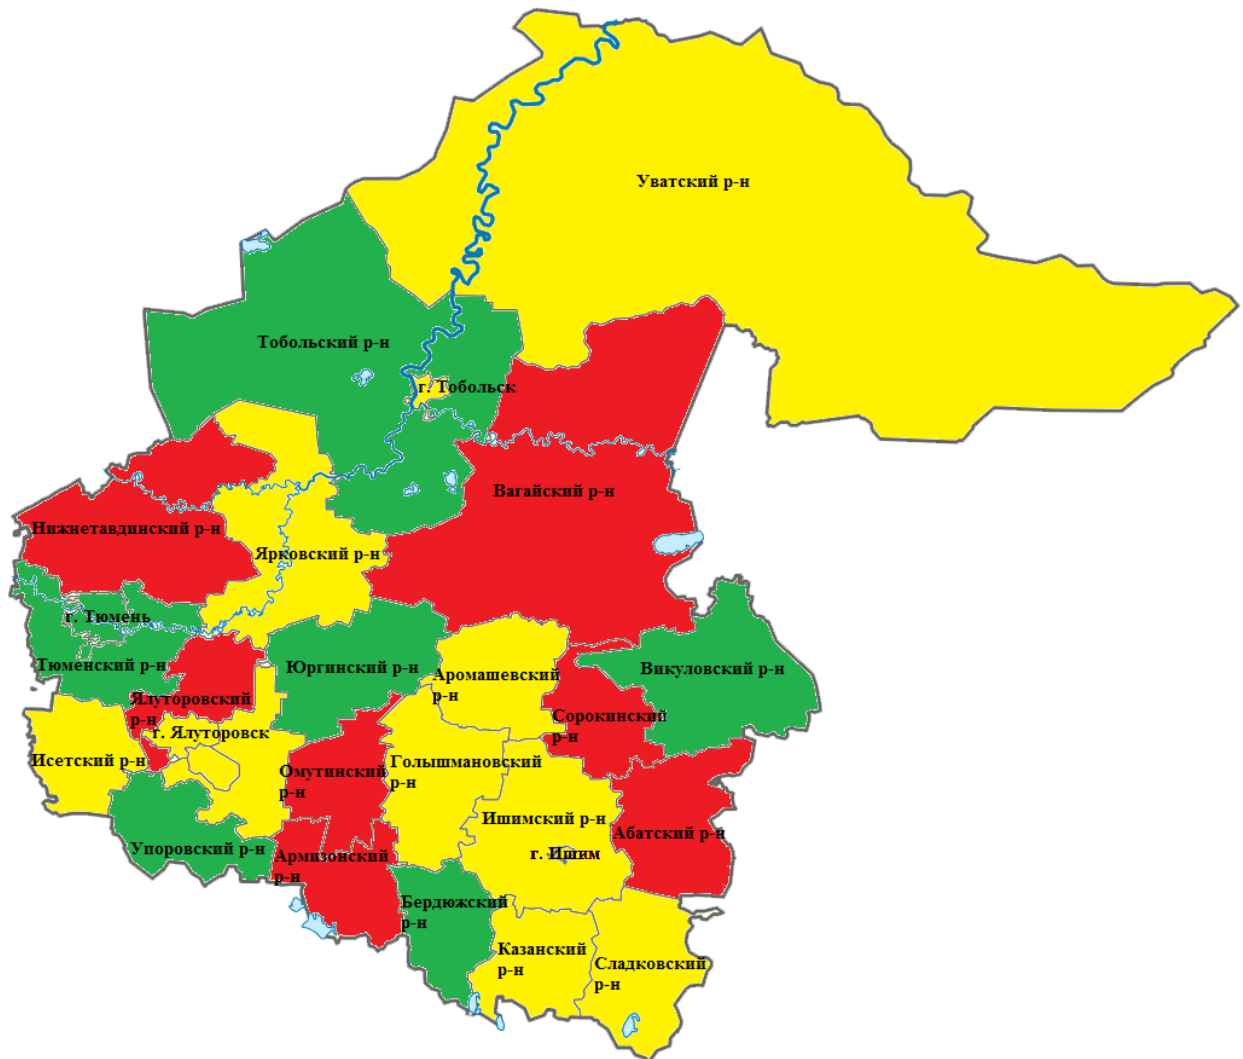 Уватский р-н
Тобольский р-н
г. Тобольск
Вагайский р-н
Нижнетавдинский р-н
Ярковский р-н
г. Тюмень
Тюменский р-н
Юргинский р-н
Аромашевский
р-н
Викуловский р-н
Ялуторовский
р-н
Сорокинский
р-н
г. Ялуторовск
Исетский р-н
Омутинский
р-н
Голышмановский
р-н
Ишимский р-н
Абатский р-н
Упоровский р-н
Армизонский
р-н
г. Ишим
Бердюжский
р-н
Казанский
р-н
Сладковский
р-н